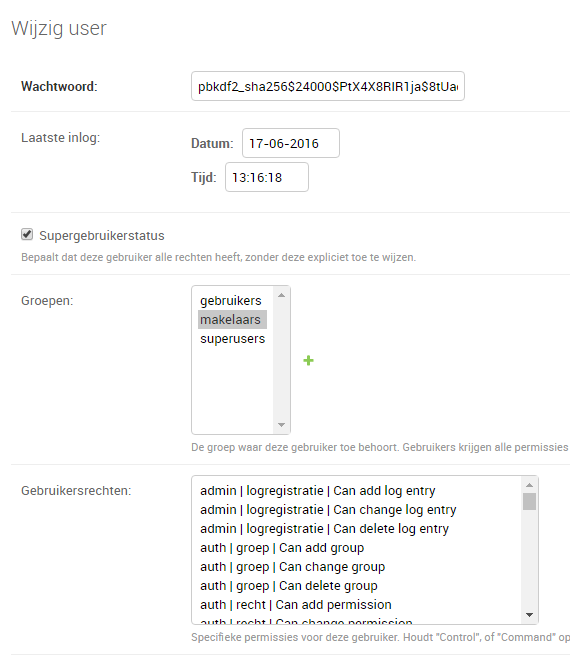 Wijzig user
Wachtwoord: pbkdf2_sha256$24000$PtX4X8RIR1ja$8tUa
Laatste inlog: Datum: 17-06-2016
Tijd: 13:16:18
Supergebruikerstatus
Bepaalt dat deze gebruiker alle rechten heeft, zonder deze expliciet toe te wijzen.
Groepen: gebruikers
makelaars
superusers
De groep waar deze gebruiker toe behoort. Gebruikers krijgen alle permissies
Gebruikersrechten: admin | logregistratie | Can add log entry
admin | logregistratie | Can change log entry
admin | logregistratie | Can delete log entry
auth | groep | Can add group
auth | groep | Can change group
auth | groep | Can delete group
auth | recht | Can add permission
auth | recht | Can change permission
Specifieke permissies voor deze gebruiker. Houdt "Control", of "Command" op